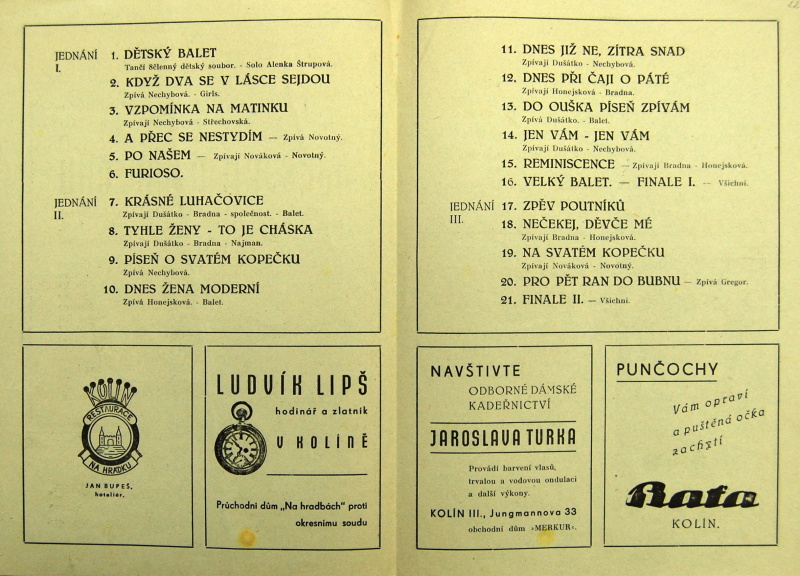 JEDNÁNÍ I.
1. DĚTSKÝ BALET
Tančí 8členný dětský soubor. - Solo Alenka Štrupová.
2. KDYŽ DVA SE V LÁSCE SEJDOU
Zpívá Nechybová. - Girls.
3. VZPOMÍNKA NA MATINKU
Zpívají Nechybová - Střechovská.
4. A PŘEC SE NESTYDÍM — Zpívá Novotný.
5. PO NAŠEM — Zpívají Nováková - Novotný.
6. FURIOSO.
JEDNÁNÍ II.
7. KRÁSNÉ LUHAČOVICE
Zpívají Dušátko - Bradna - společnost. - Balet.
8. TYHLE ŽENY - TO JE CHÁSKA
Zpívají Dušátko - Bradna - Najman.
9. PÍSEŇ O SVATÉM KOPEČKU
Zpívá Nechybová.
10. DNES ŽENA MODERNÍ
Zpívá Honejsková. - Balet.
11. DNES JIŽ NE, ZÍTRA SNAD
Zpívají Dušátko - Nechybová.
12. DNES PŘI ČAJI O PÁTÉ
Zpívají Honejsková - Bradna.
13. DO OUŠKA PÍSEŇ ZPÍVÁM
Zpívá Dušátko. - Balet.
14. JEN VÁM - JEN VÁM
Zpívají Dušátko - Nechybová.
15. REMINISCENCE — Zpívají Bradna - Honejsková.
16. VELKÝ BALET. — FINALE I. — Všichni.
JEDNÁNÍ III.
17. ZPĚV POUTNÍKŮ
18. NEČEKEJ, DĚVČE MÉ
Zpívají Bradna - Honejsková.
19. NA SVATÉM KOPEČKU
Zpívají Nováková - Novotný.
20. PRO PĚT RAN DO BUBNU — Zpívá Gregor.
21. FINALE II. — Všichni.
KOLÍN
RESTAURACE
NA HRÁDKU
JAN BUPEŠ,
hoteliér.
LUDVÍK LIPŠ
hodinář a zlatník
V KOLÍNĚ
Průchodní dům „Na hradbách" proti
okresnímu soudu
NAVŠTIVTE
ODBORNÉ DÁMSKÉ
KADEŘNICTVÍ
JAROSLAVA TURKA
Provádí barvení vlasů,
trvalou a vodovou ondulaci
a další výkony.
KOLÍN III., Jungmannova 33
obchodní dům »MERKUR«.
PUNČOCHY
Vám opraví
a puštěná očka
zachytí
Baťa
KOLÍN.